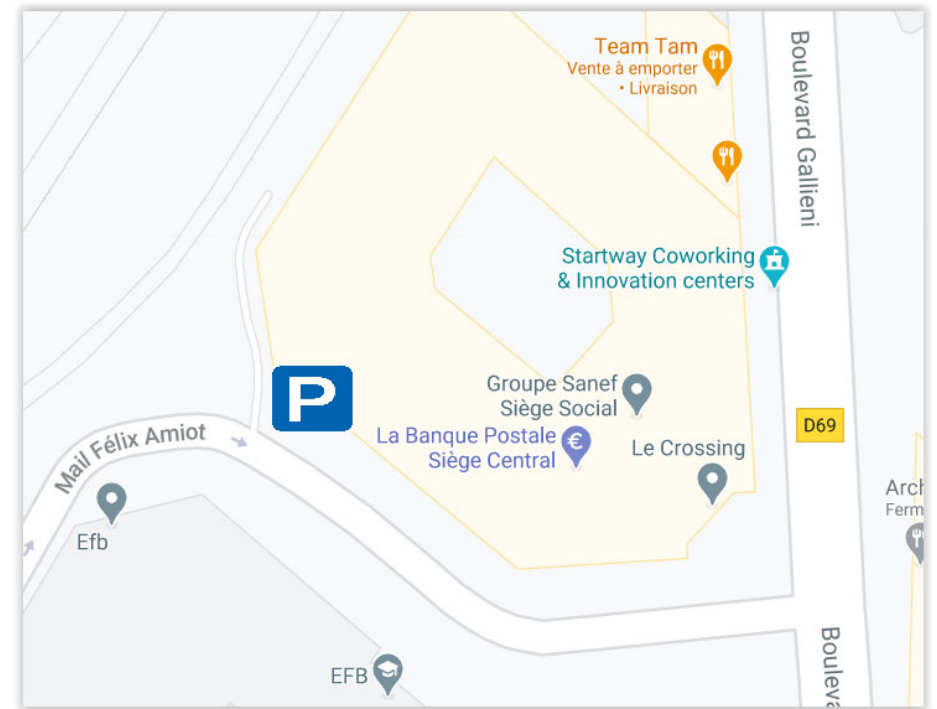 Team Tam
Vente à emporter
• Livraison
Boulevard Gallieni
Startway Coworking
& Innovation centers
Groupe Sanef
Siège Social
P
D69
Mail Félix Amiot
La Banque Postale
Siège Central
€
Le Crossing
Arch
Ferm
Efb
EFB
Bouleva